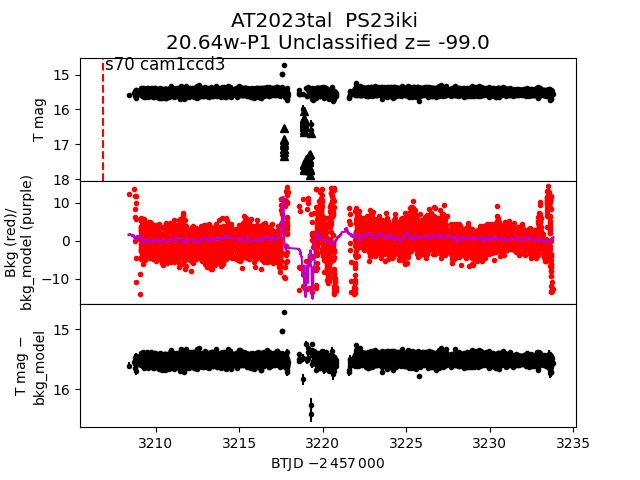 AT2023tal  PS23iki
20.64w-P1 Unclassified z= -99.0
s70 cam1ccd3
15
16
17
18
T mag
10
0
−10
Bkg (red)/
bkg_model (purple)
15
16
T mag −
bkg_model
3210
3215
3220
3225
3230
3235
BTJD −2 457 000